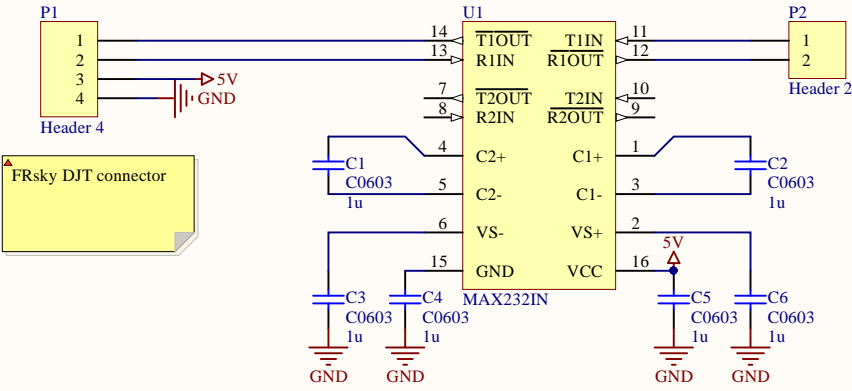 P1
U1
P2
1
2
3
4
5V
GND
Header 4
14
13
7
8
4
5
6
15
T1OUT
R1IN
T2OUT
R2IN
C2+
C2-
VS-
GND
T1IN
R1OUT
T2IN
R2OUT
C1+
C1-
VS+
VCC
11
12
10
9
1
3
2
16
MAX232IN
1
2
Header 2
FRsky DJT connector
C1
C0603
1u
C2
C0603
1u
5V
C3
C0603
1u
GND
C4
C0603
1u
GND
C5
C0603
1u
GND
C6
C0603
1u
GND